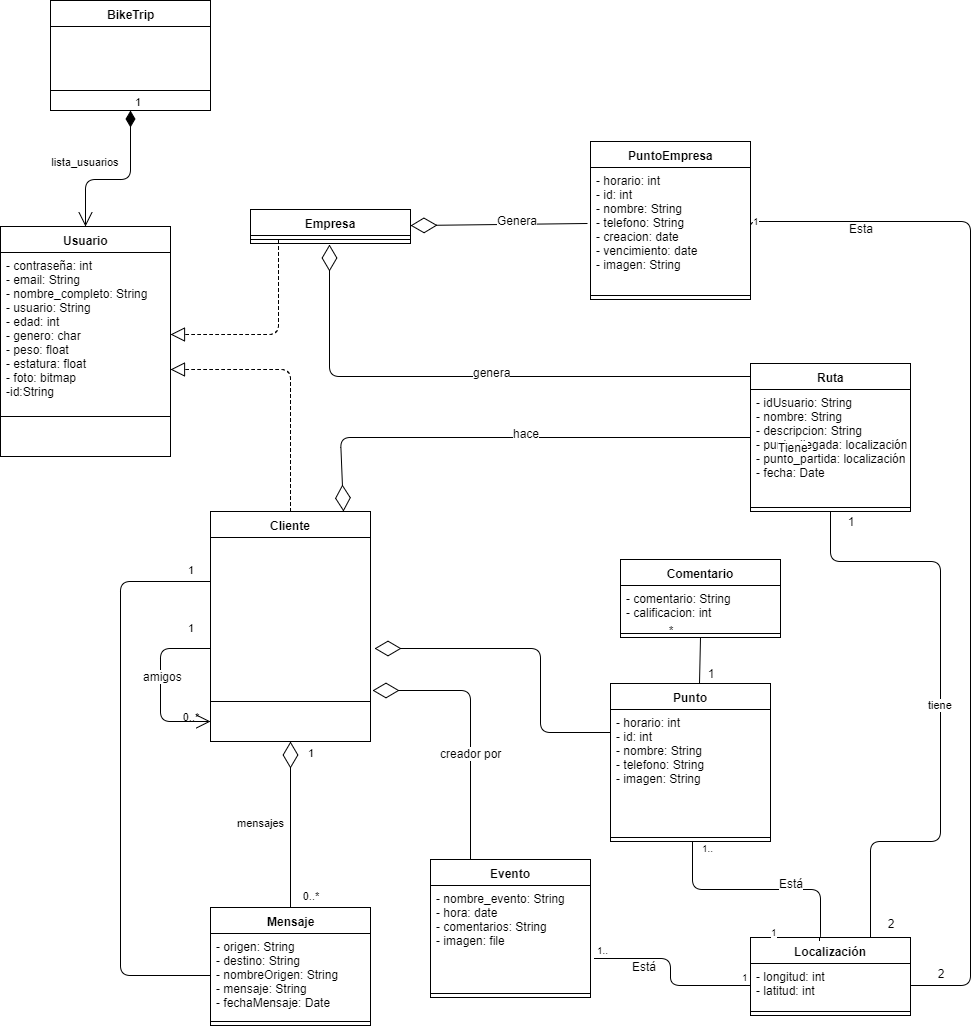 BikeTrip
1
lista_usuarios
Usuario
- contraseña: int
- email: String
- nombre_completo: String
- usuario: String
- edad: int
- genero: char
- peso: float
- estatura: float
- foto: bitmap
-id:String
Empresa
Genera
PuntoEmpresa
- horario: int
- id: int
- nombre: String
- telefono: String
- creacion: date
- vencimiento: date
- imagen: String
1
Esta
genera
Ruta
- idUsuario: String
- nombre: String
- descripcion: String
localización
Tiene
- punto_partida: localización
- fecha: Date
1
hace
Cliente
1
1
amigos
0..*
1
mensajes
0..*
Comentario
- comentario: String
- calificacion: int
*
1
Punto
- horario: int
- id: int
- nombre: String
- telefono: String
- imagen: String
1..
tiene
creador por
Evento
- nombre_evento: String
- hora: date
- comentarios: String
- imagen: file
1..
Está
1
Está
1
2
2
Localización
- longitud: int
- latitud: int
Mensaje
- origen: String
- destino: String
- nombreOrigen: String
- mensaje: String
- fechaMensaje: Date